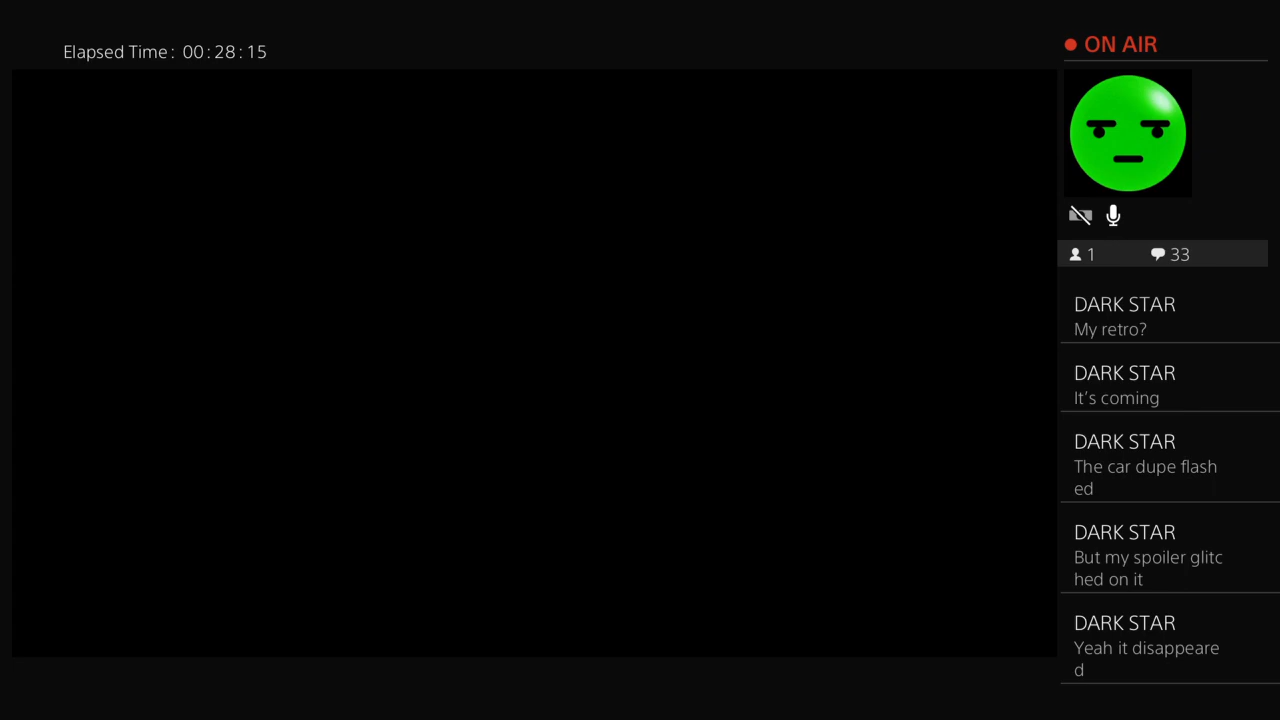 Elapsed Time: 00:28:15
ON AIR
1 33
DARK STAR
My retro?
DARK STAR
It's coming
DARK STAR
The car dupe flash
ed
DARK STAR
But my spoiler glitc
hed on it
DARK STAR
Yeah it disappeare
d